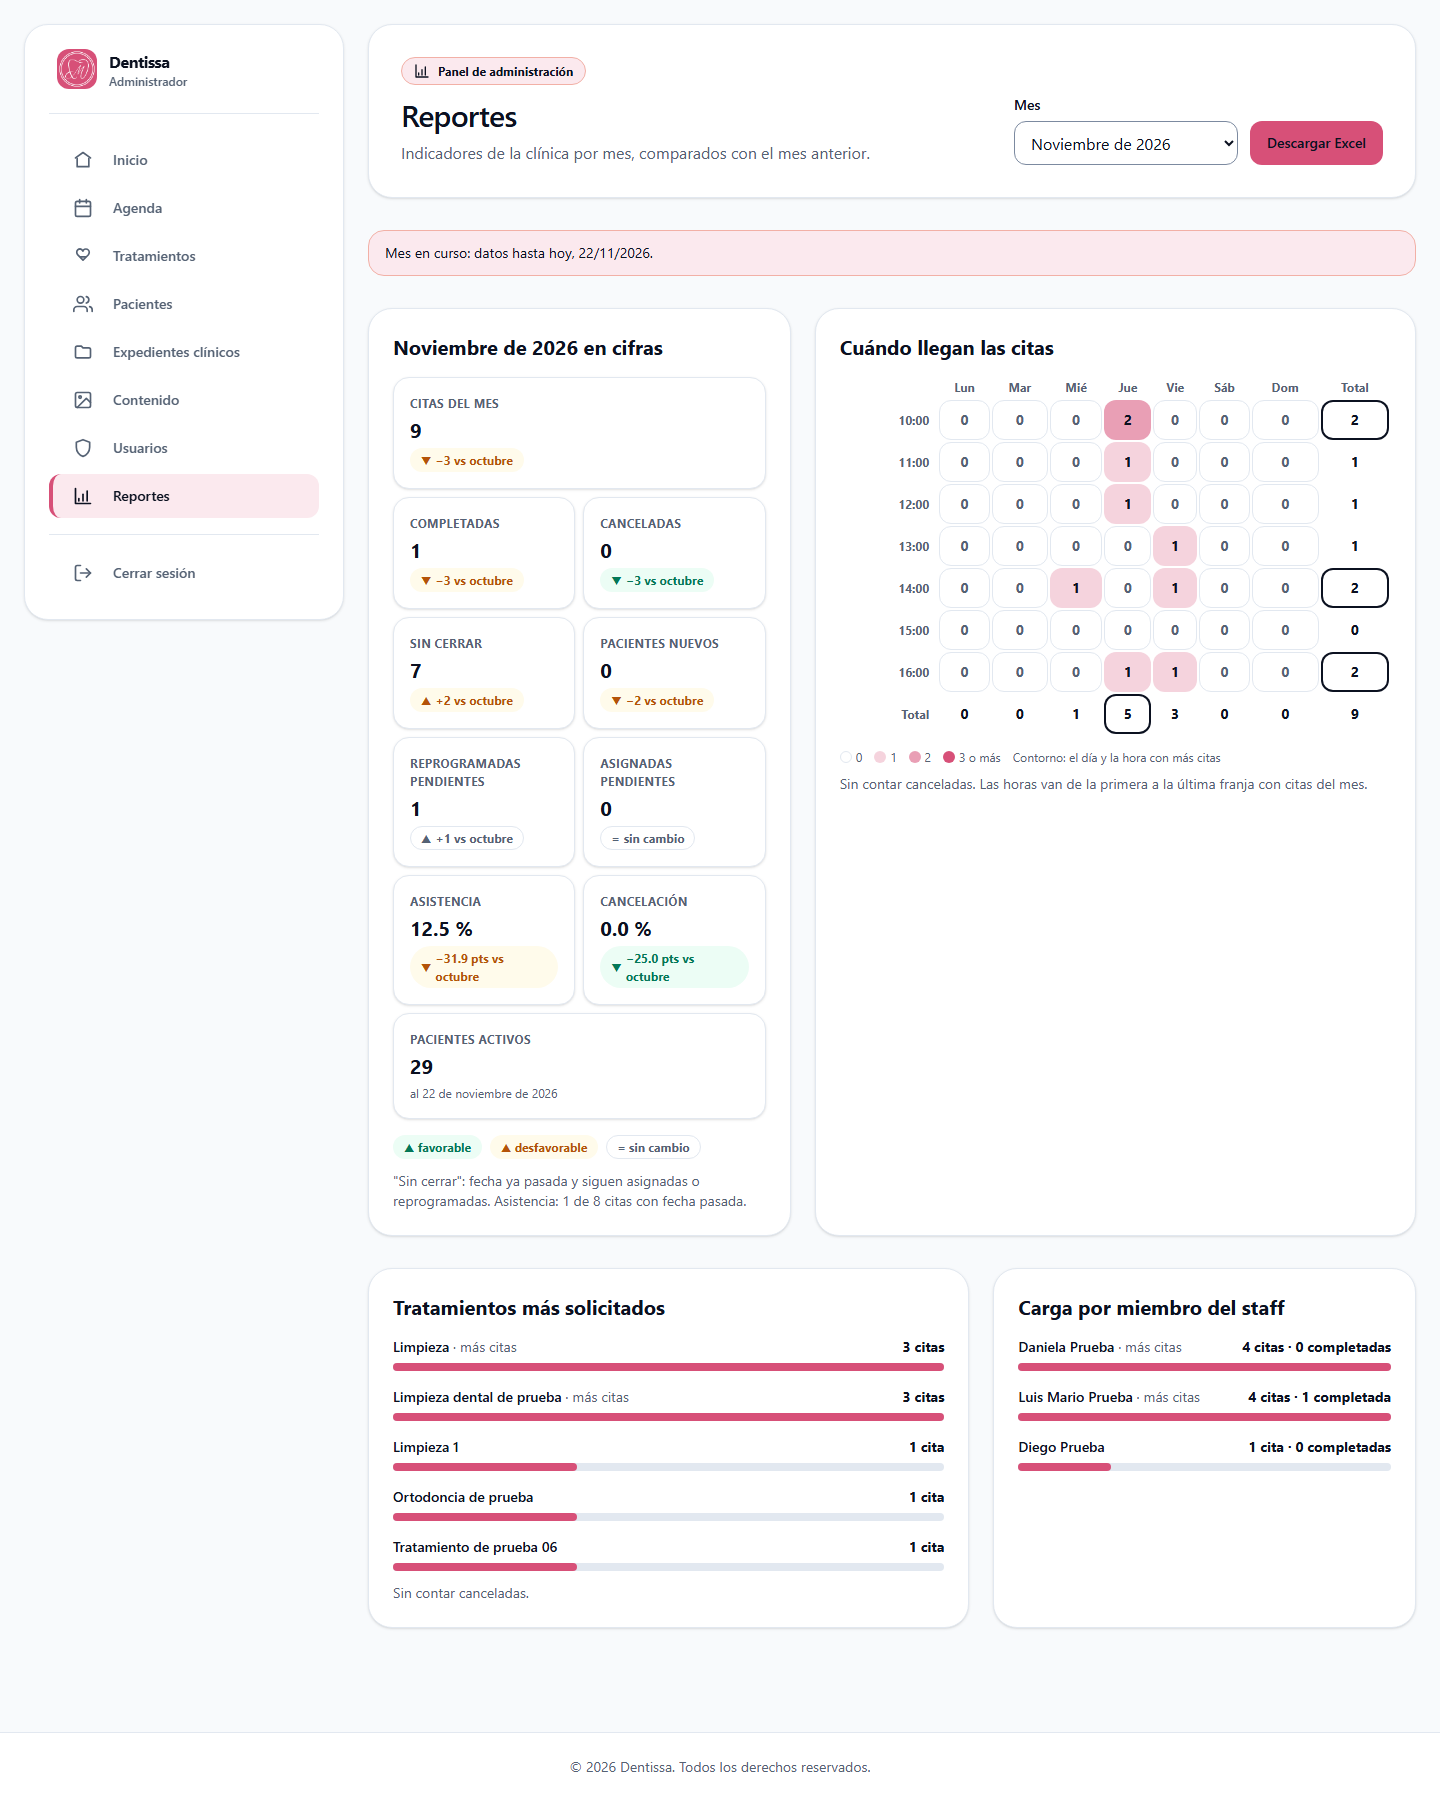 Dentissa
Administrador
Inicio
Agenda
Tratamientos
Pacientes
Expedientes clínicos
Contenido
Usuarios
Reportes
Cerrar sesión
Panel de administración
Reportes
Indicadores de la clínica por mes, comparados con el mes anterior.
Mes
Noviembre de 2026
Descargar Excel
Mes en curso: datos hasta hoy, 22/11/2026.
Noviembre de 2026 en cifras
CITAS DEL MES
9
▼ −3 vs octubre
COMPLETADAS
1
▼ −3 vs octubre
CANCELADAS
0
▼ −3 vs octubre
SIN CERRAR
7
▲ +2 vs octubre
PACIENTES NUEVOS
0
▼ −2 vs octubre
REPROGRAMADAS
PENDIENTES
1
▲ +1 vs octubre
ASIGNADAS
PENDIENTES
0
= sin cambio
ASISTENCIA
12.5 %
▼ −31.9 pts vs
octubre
CANCELACIÓN
0.0 %
▼ −25.0 pts vs
octubre
PACIENTES ACTIVOS
29
al 22 de noviembre de 2026
▲ favorable ▲ desfavorable = sin cambio
"Sin cerrar": fecha ya pasada y siguen asignadas o
reprogramadas. Asistencia: 1 de 8 citas con fecha pasada.
Cuándo llegan las citas
Lun Mar Mié Jue Vie Sáb Dom Total
10:00 0 0 0 2 0 0 0 2
11:00 0 0 0 1 0 0 0 1
12:00 0 0 0 1 0 0 0 1
13:00 0 0 0 0 1 0 0 1
14:00 0 0 1 0 1 0 0 2
15:00 0 0 0 0 0 0 0 0
16:00 0 0 0 1 1 0 0 2
Total 0 0 1 5 3 0 0 9
0 1 2 3 o más Contorno: el día y la hora con más citas
Sin contar canceladas. Las horas van de la primera a la última franja con citas del mes.
Tratamientos más solicitados
Limpieza · más citas 3 citas
Limpieza dental de prueba · más citas 3 citas
Limpieza 1 1 cita
Ortodoncia de prueba 1 cita
Tratamiento de prueba 06 1 cita
Sin contar canceladas.
Carga por miembro del staff
Daniela Prueba · más citas 4 citas · 0 completadas
Luis Mario Prueba · más citas 4 citas · 1 completada
Diego Prueba 1 cita · 0 completadas
© 2026 Dentissa. Todos los derechos reservados.